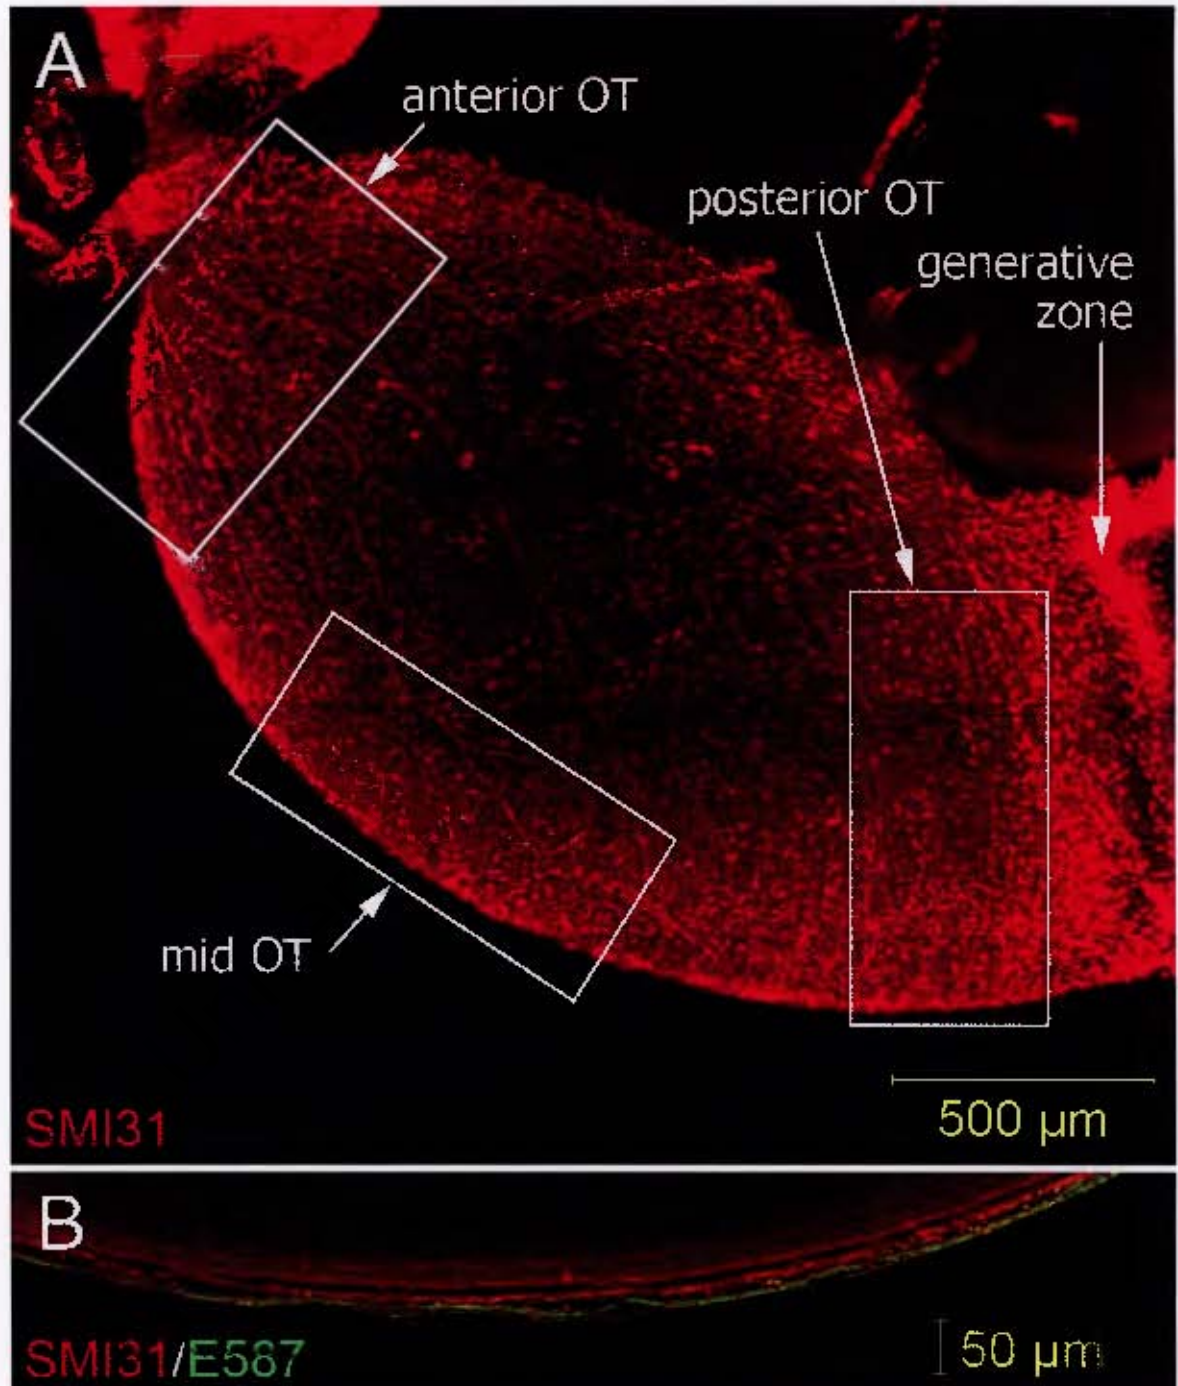 A
anterior OT
posterior OT
generative
zone
mid OT
SMI31
500 µm
B
SMI31/E587
50 µm